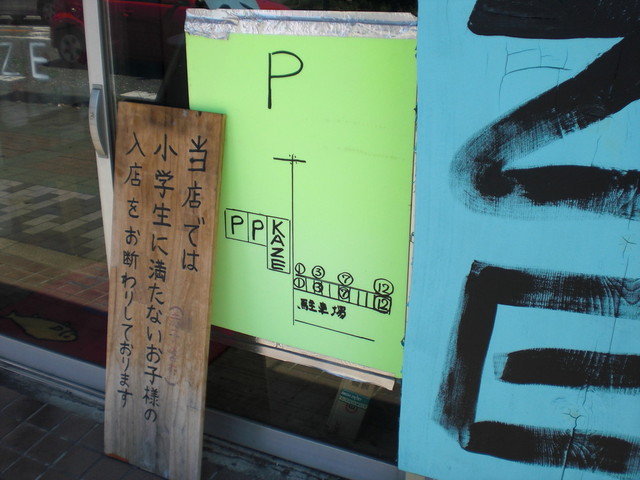 当店では
小学生に満たないお子様の
入店をお断わりしております
P
P P KAZE
① ③ ⑦ ⑫
① ③ ⑦ ⑫
駐車場
ZE
ZE